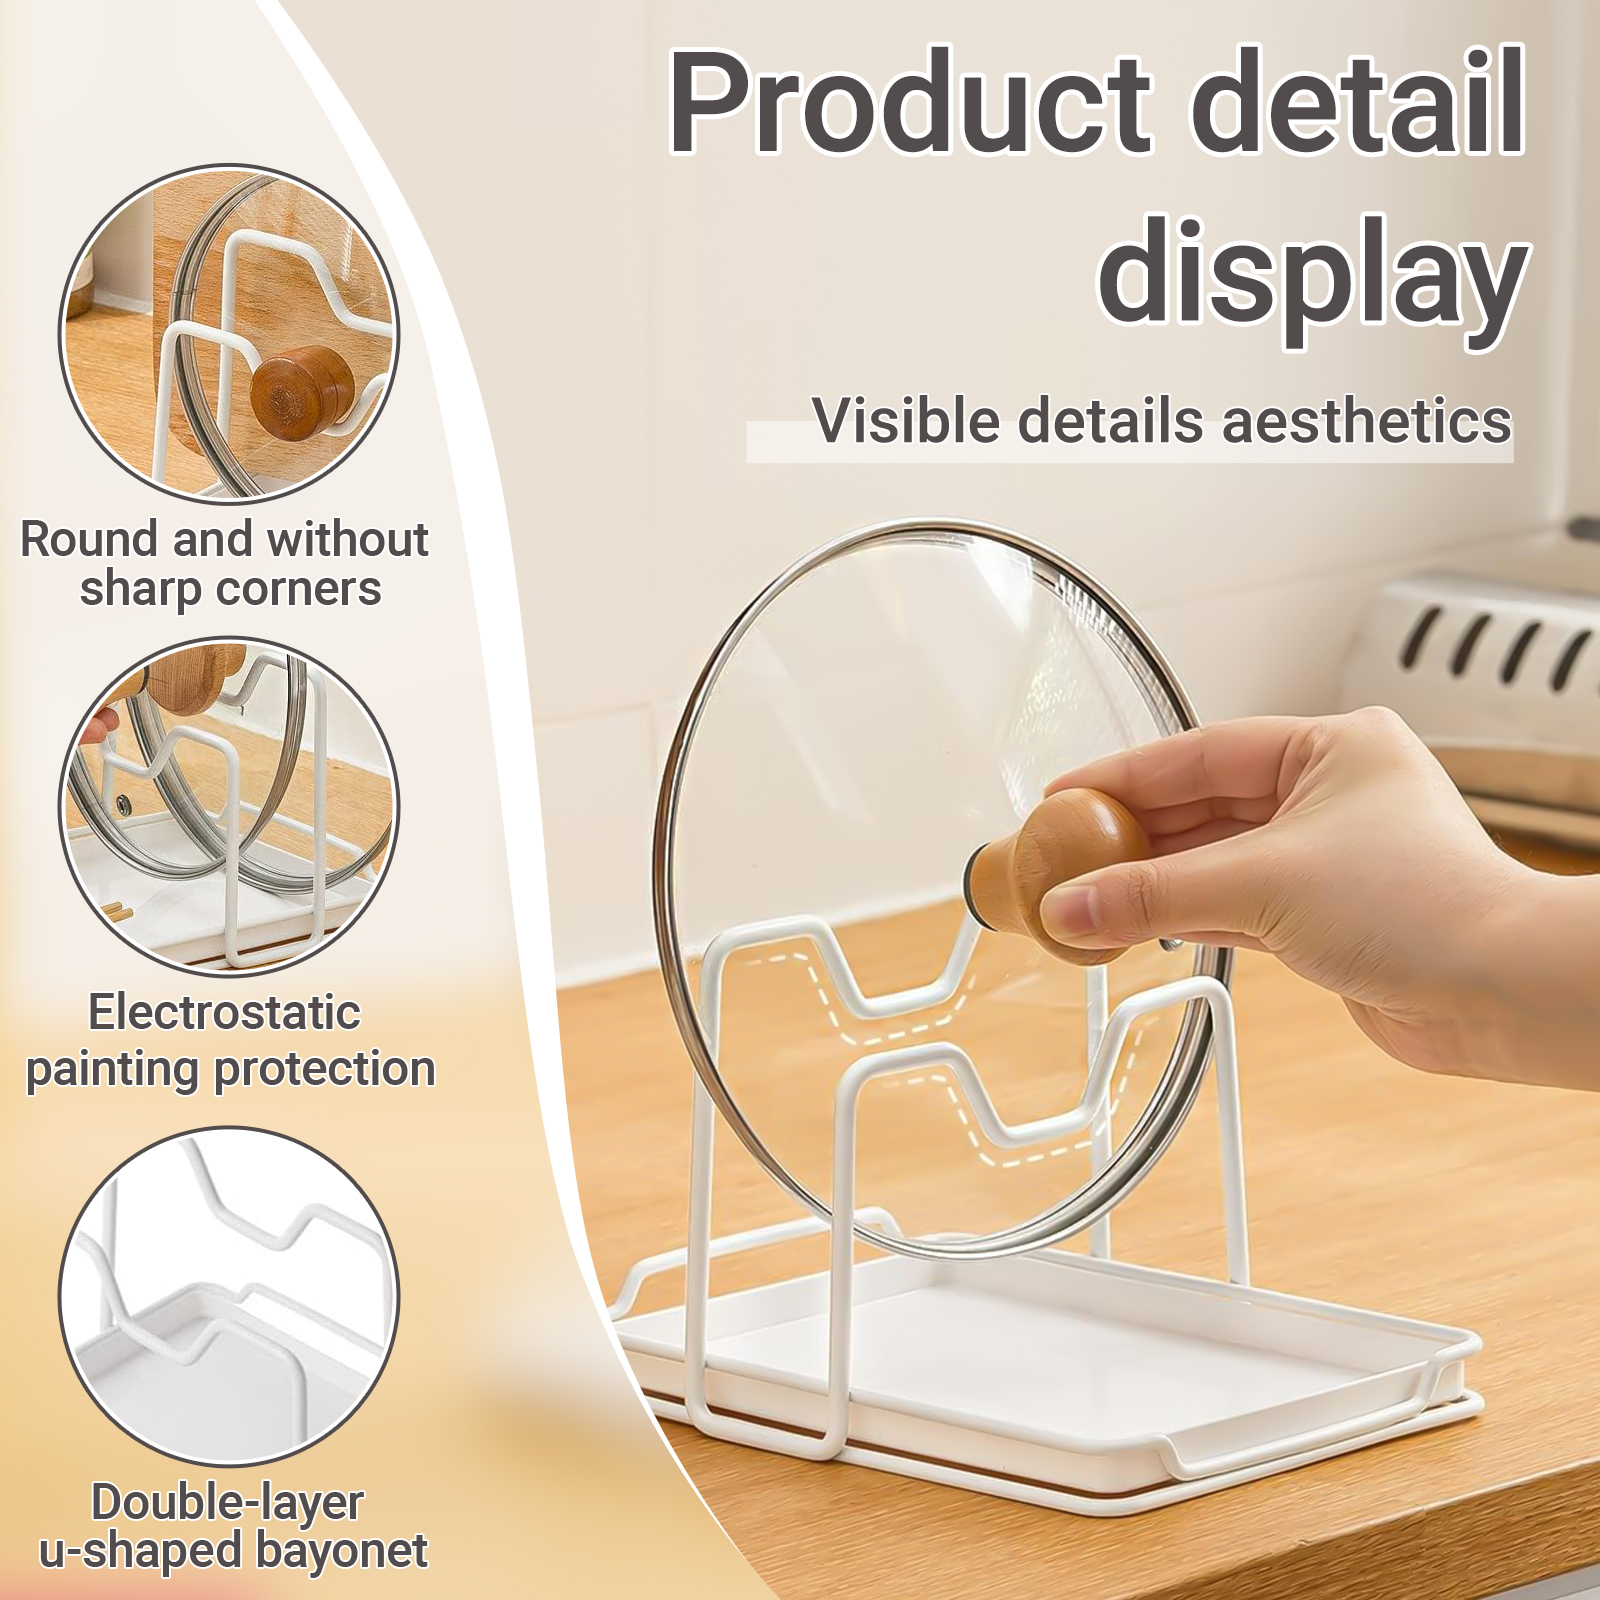 Product detail
display
Visible details aesthetics
Round and without
sharp corners
Electrostatic
painting protection
Double-layer
u-shaped bayonet